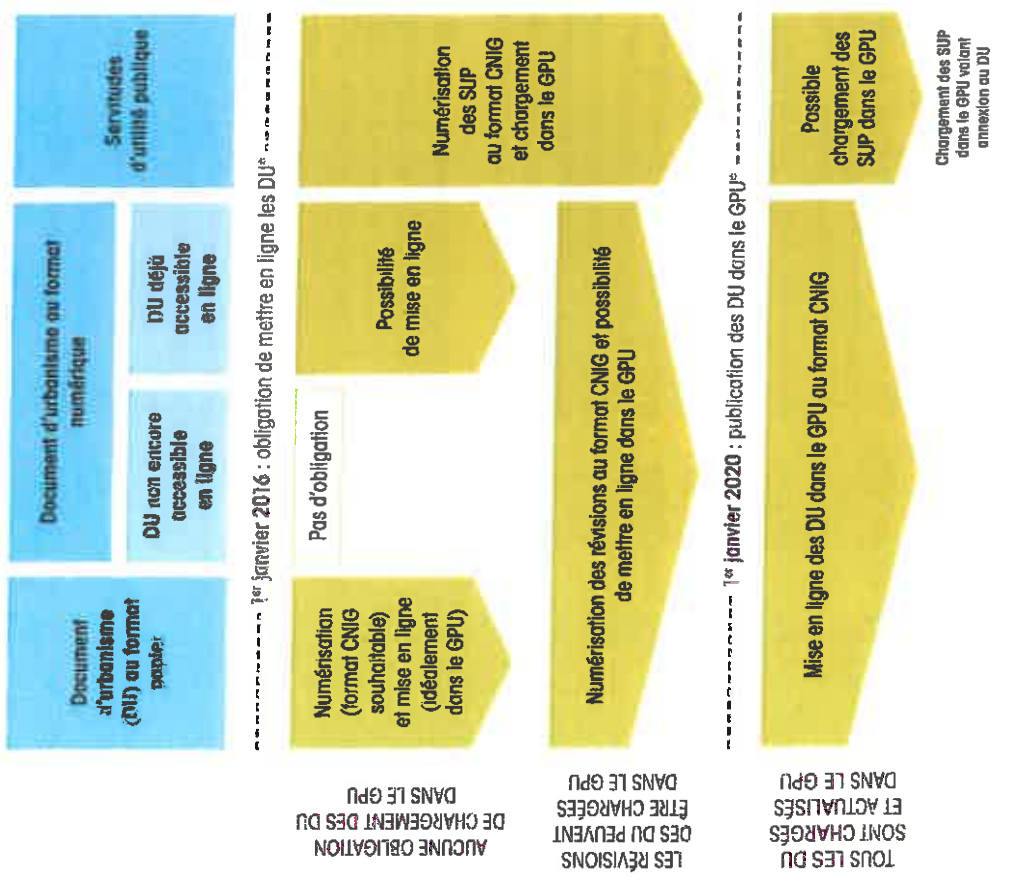 Document
d'urbanisme
(DU) au format
papier
Document d'urbanisme au format
numérique
DU non encore
accessible
en ligne
DU déjà
accessible
en ligne
Servitudes
d'utilité publique
1er janvier 2016 : obligation de mettre en ligne les DU*
AUCUNE OBLIGATION
DE CHARGEMENT DES DU
DANS LE GPU
Numérisation
(format CNIG
souhaitable)
et mise en ligne
(idéalement
dans le GPU)
Pas d'obligation
Possibilité
de mise en ligne
Numérisation
des SUP
au format CNIG
et chargement
dans le GPU
LES RÉVISIONS
DES DU PEUVENT
ÊTRE CHARGÉES
DANS LE GPU
Numérisation des révisions au format CNIG et possibilité
de mettre en ligne dans le GPU
1er janvier 2020 : publication des DU dans le GPU*
TOUS LES DU
SONT CHARGÉS
ET ACTUALISÉS
DANS LE GPU
Mise en ligne des DU dans le GPU au format CNIG
Possible
chargement des
SUP dans le GPU
Chargement des SUP
dans le GPU valant
annexion au DU